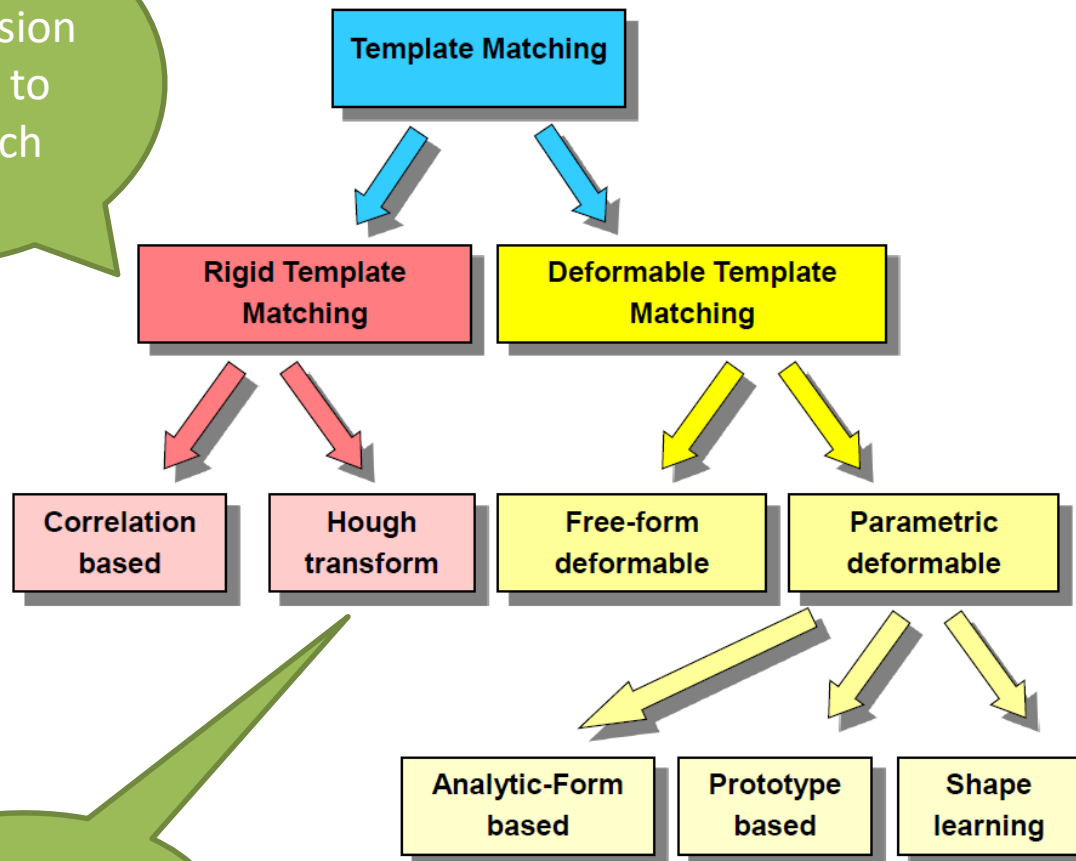 sion
to
ch
Template Matching
Rigid Template
Matching
Deformable Template
Matching
Correlation
based
Hough
transform
Free-form
deformable
Parametric
deformable
Analytic-Form
based
Prototype
based
Shape
learning